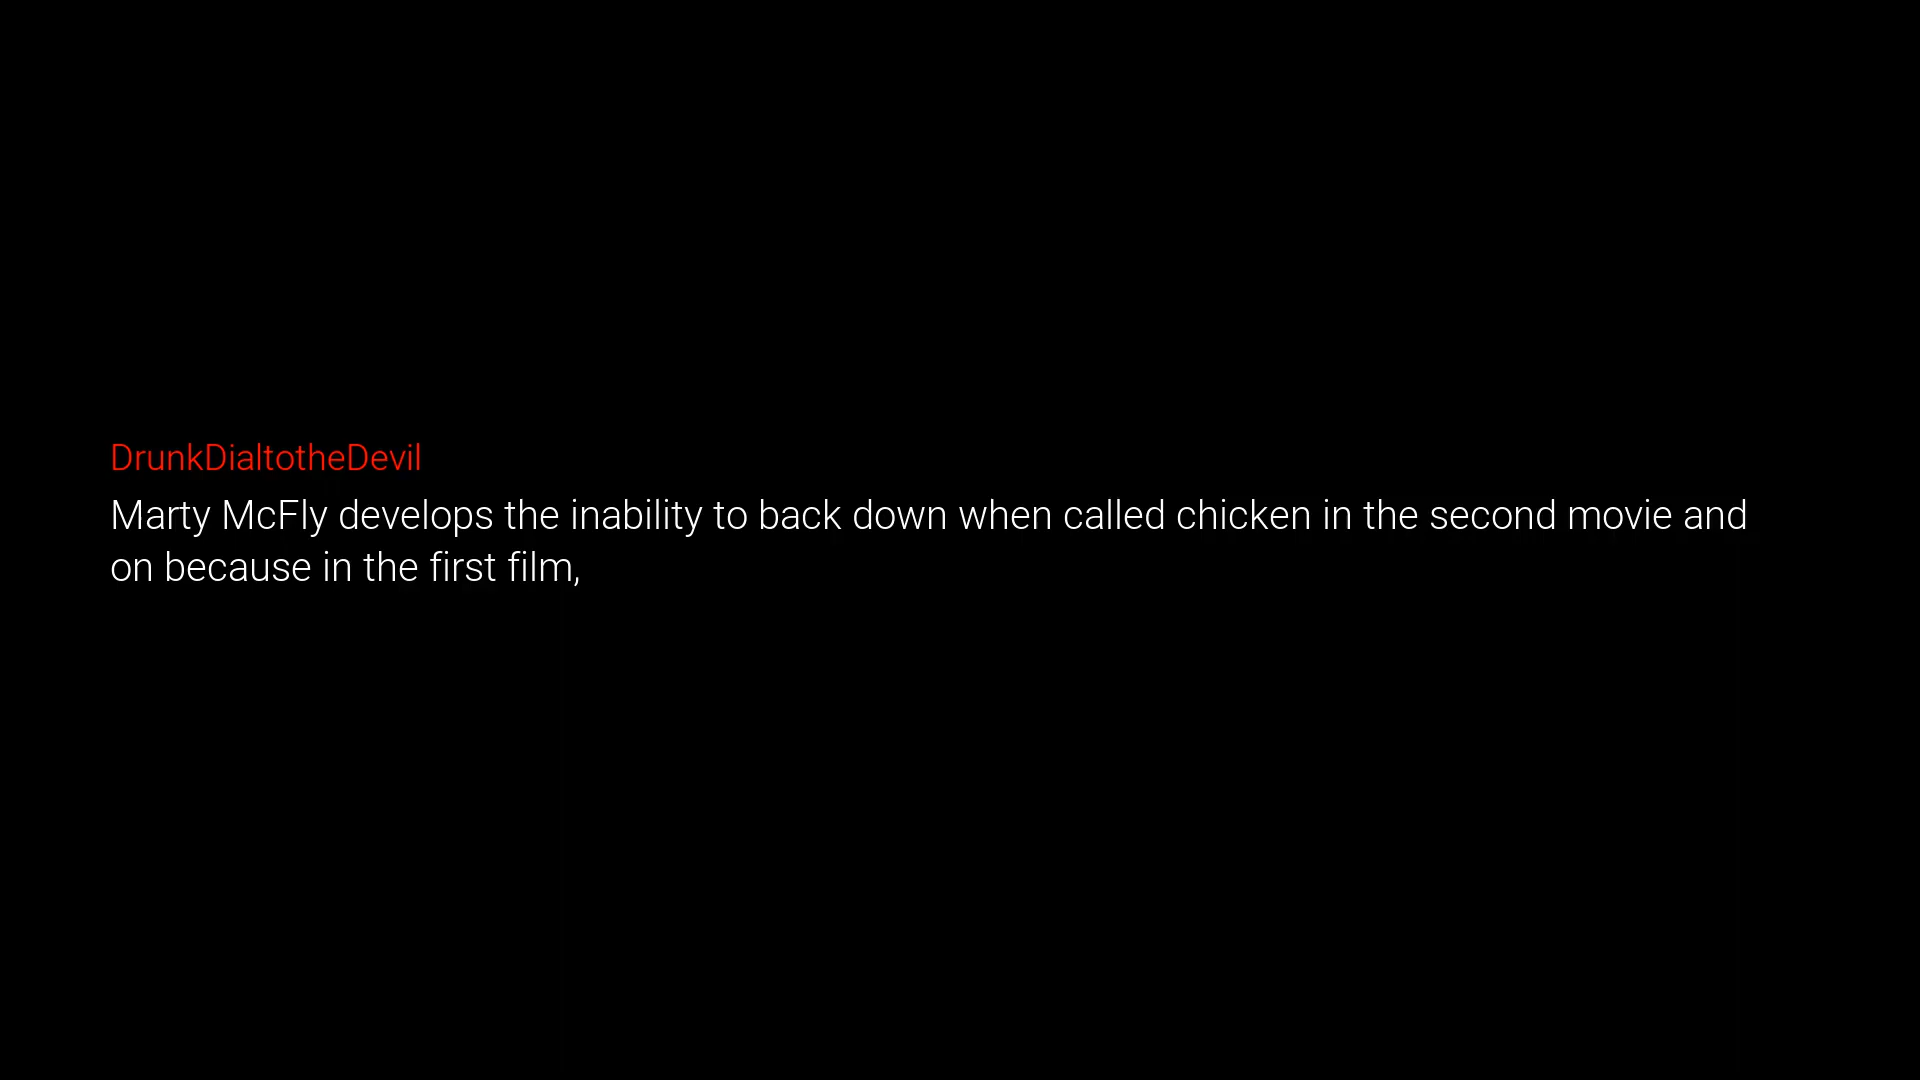 DrunkDialtotheDevil
Marty McFly develops the inability to back down when called chicken in the second movie and
on because in the first film,